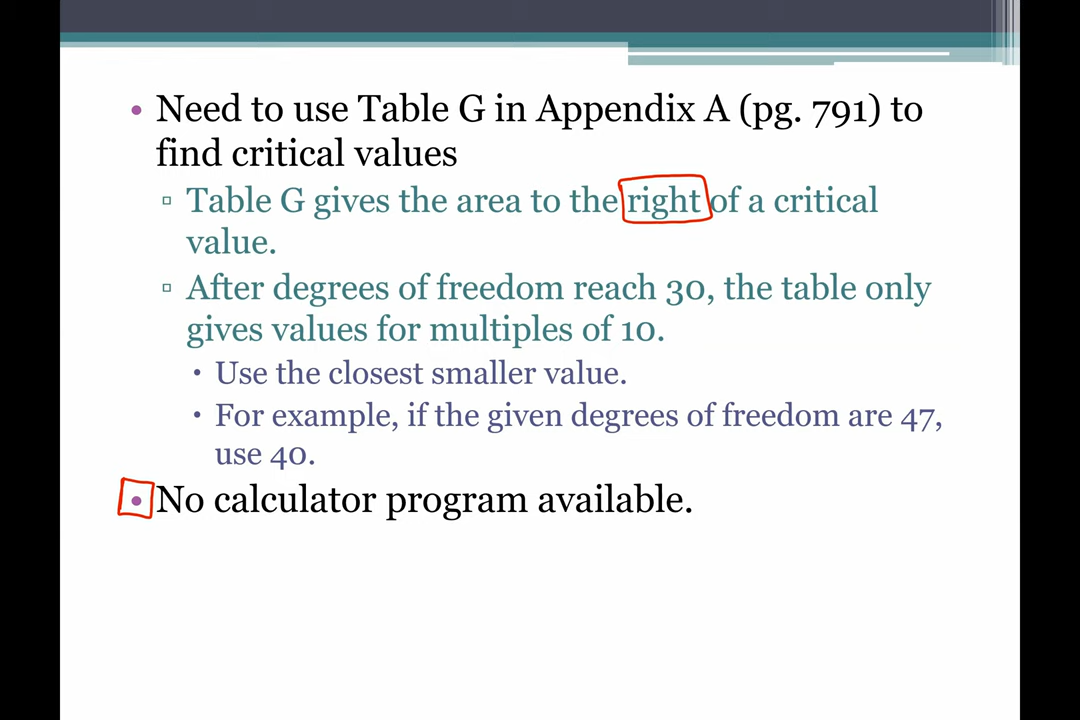 • Need to use Table G in Appendix A (pg. 791) to
find critical values
▫ Table G gives the area to the right of a critical
value.
▫ After degrees of freedom reach 30, the table only
gives values for multiples of 10.
• Use the closest smaller value.
• For example, if the given degrees of freedom are 47,
use 40.
• No calculator program available.